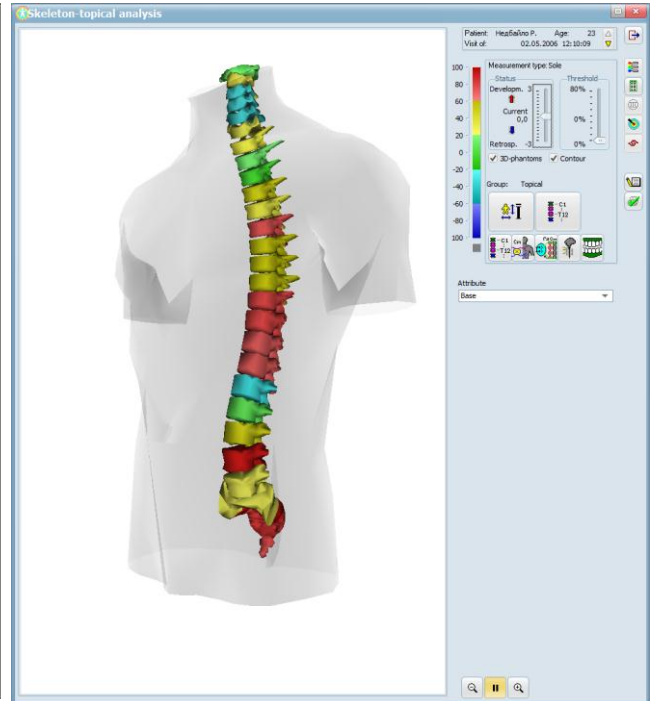 Skeleton-topical analysis
Patient: Недбайло Р. Age: 23
Visit of: 02.05.2006 12:10:09
Measurement type: Sole
Status
Threshold
Developm. 3
80%
Current
0,0
0%
Retrosp. -3
0%
3D-phantoms
Contour
100
80
60
40
20
0
-20
-40
-60
-80
100
Group: Topical
C1
T12
C1
T12
Attribute
Base